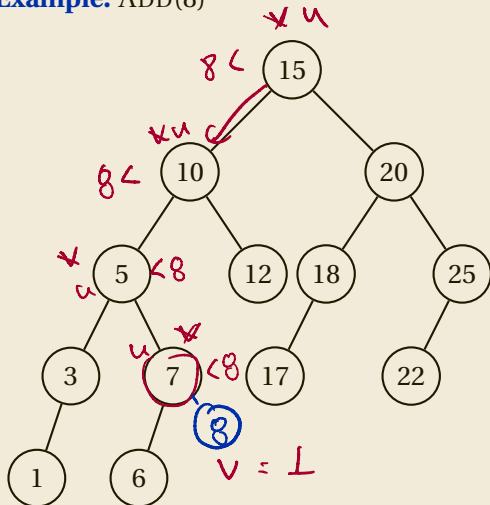 Example: ADD(8)
* u
8 < 15
* u
8 < 10 20
* 5 < 8 12 18 25
u
u *
3 7 < 8 17 22
8
1 6 v = ⊥